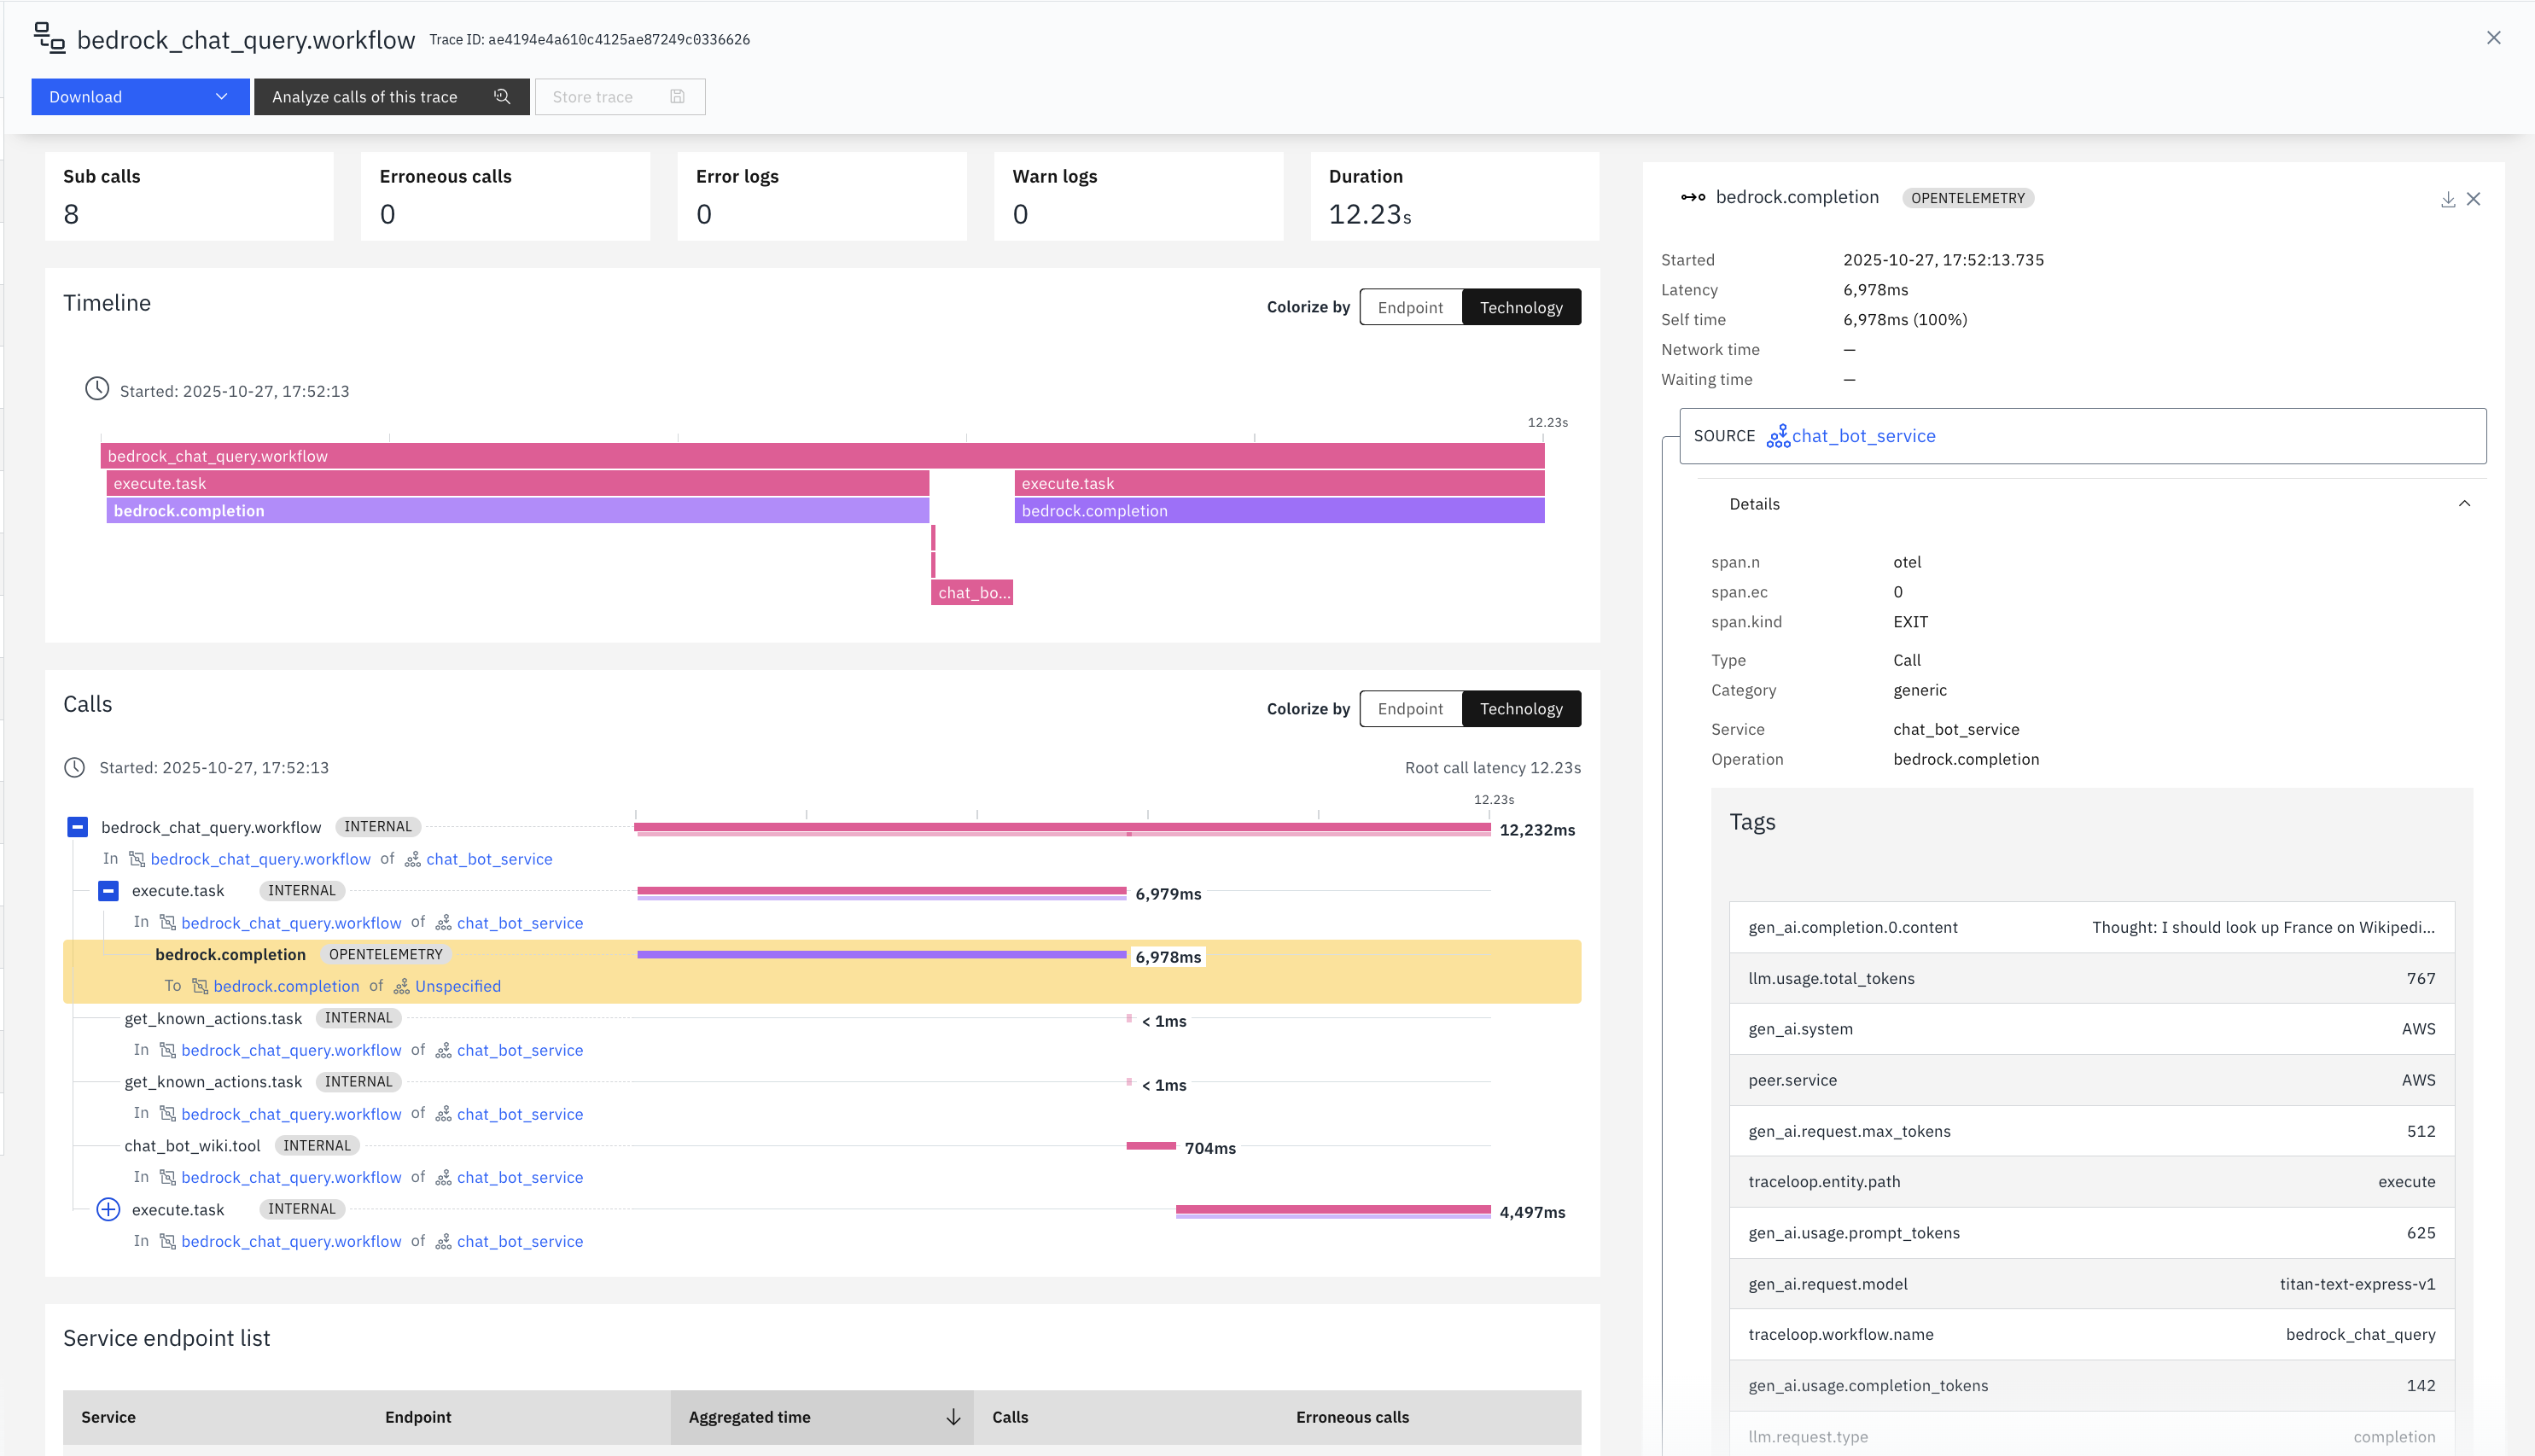 bedrock_chat_query.workflow Trace ID: ae4194e4a610c4125ae87249c0336626
Download Analyze calls of this trace Store trace
Sub calls
8
Erroneous calls
0
Error logs
0
Warn logs
0
Duration
12.23s
Timeline
Colorize by Endpoint Technology
Started: 2025-10-27, 17:52:13
12.23s
bedrock_chat_query.workflow
execute.task execute.task
bedrock.completion bedrock.completion
chat_bo...
Calls
Colorize by Endpoint Technology
Started: 2025-10-27, 17:52:13 Root call latency 12.23s
12.23s
bedrock_chat_query.workflow INTERNAL 12,232ms
In bedrock_chat_query.workflow of chat_bot_service
execute.task INTERNAL 6,979ms
In bedrock_chat_query.workflow of chat_bot_service
bedrock.completion OPENTELEMETRY 6,978ms
To bedrock.completion of Unspecified
get_known_actions.task INTERNAL < 1ms
In bedrock_chat_query.workflow of chat_bot_service
get_known_actions.task INTERNAL < 1ms
In bedrock_chat_query.workflow of chat_bot_service
chat_bot_wiki.tool INTERNAL 704ms
In bedrock_chat_query.workflow of chat_bot_service
execute.task INTERNAL 4,497ms
In bedrock_chat_query.workflow of chat_bot_service
Service endpoint list
Service Endpoint Aggregated time Calls Erroneous calls
bedrock.completion OPENTELEMETRY
Started 2025-10-27, 17:52:13.735
Latency 6,978ms
Self time 6,978ms (100%)
Network time —
Waiting time —
SOURCE chat_bot_service
Details
span.n otel
span.ec 0
span.kind EXIT
Type Call
Category generic
Service chat_bot_service
Operation bedrock.completion
Tags
gen_ai.completion.0.content Thought: I should look up France on Wikipedi...
llm.usage.total_tokens 767
gen_ai.system AWS
peer.service AWS
gen_ai.request.max_tokens 512
traceloop.entity.path execute
gen_ai.usage.prompt_tokens 625
gen_ai.request.model titan-text-express-v1
traceloop.workflow.name bedrock_chat_query
gen_ai.usage.completion_tokens 142
llm.request.type completion